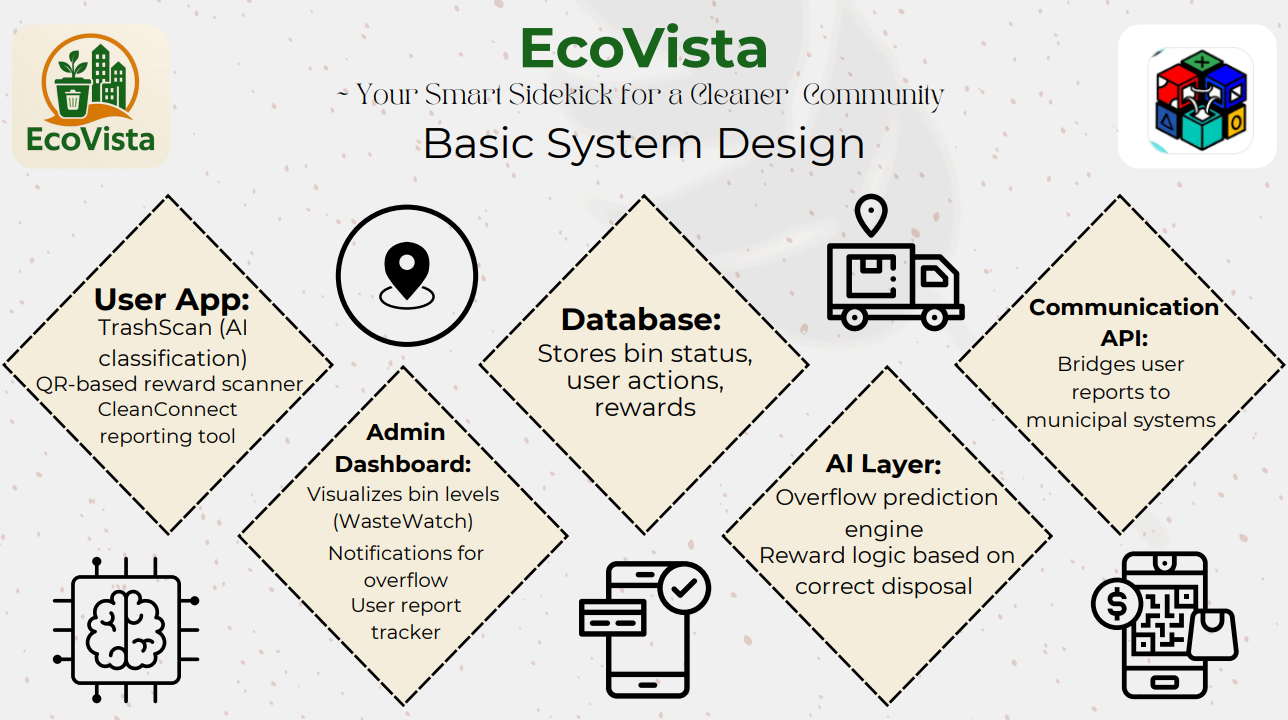 EcoVista
~ Your Smart Sidekick for a Cleaner Community
Basic System Design
EcoVista
User App:
TrashScan (AI
classification)
QR-based reward scanner
CleanConnect
reporting tool
Admin
Dashboard:
Visualizes bin levels
(WasteWatch)
Notifications for
overflow
User report
tracker
Database:
Stores bin status,
user actions,
rewards
AI Layer:
Overflow prediction
engine
Reward logic based on
correct disposal
Communication
API:
Bridges user
reports to
municipal systems